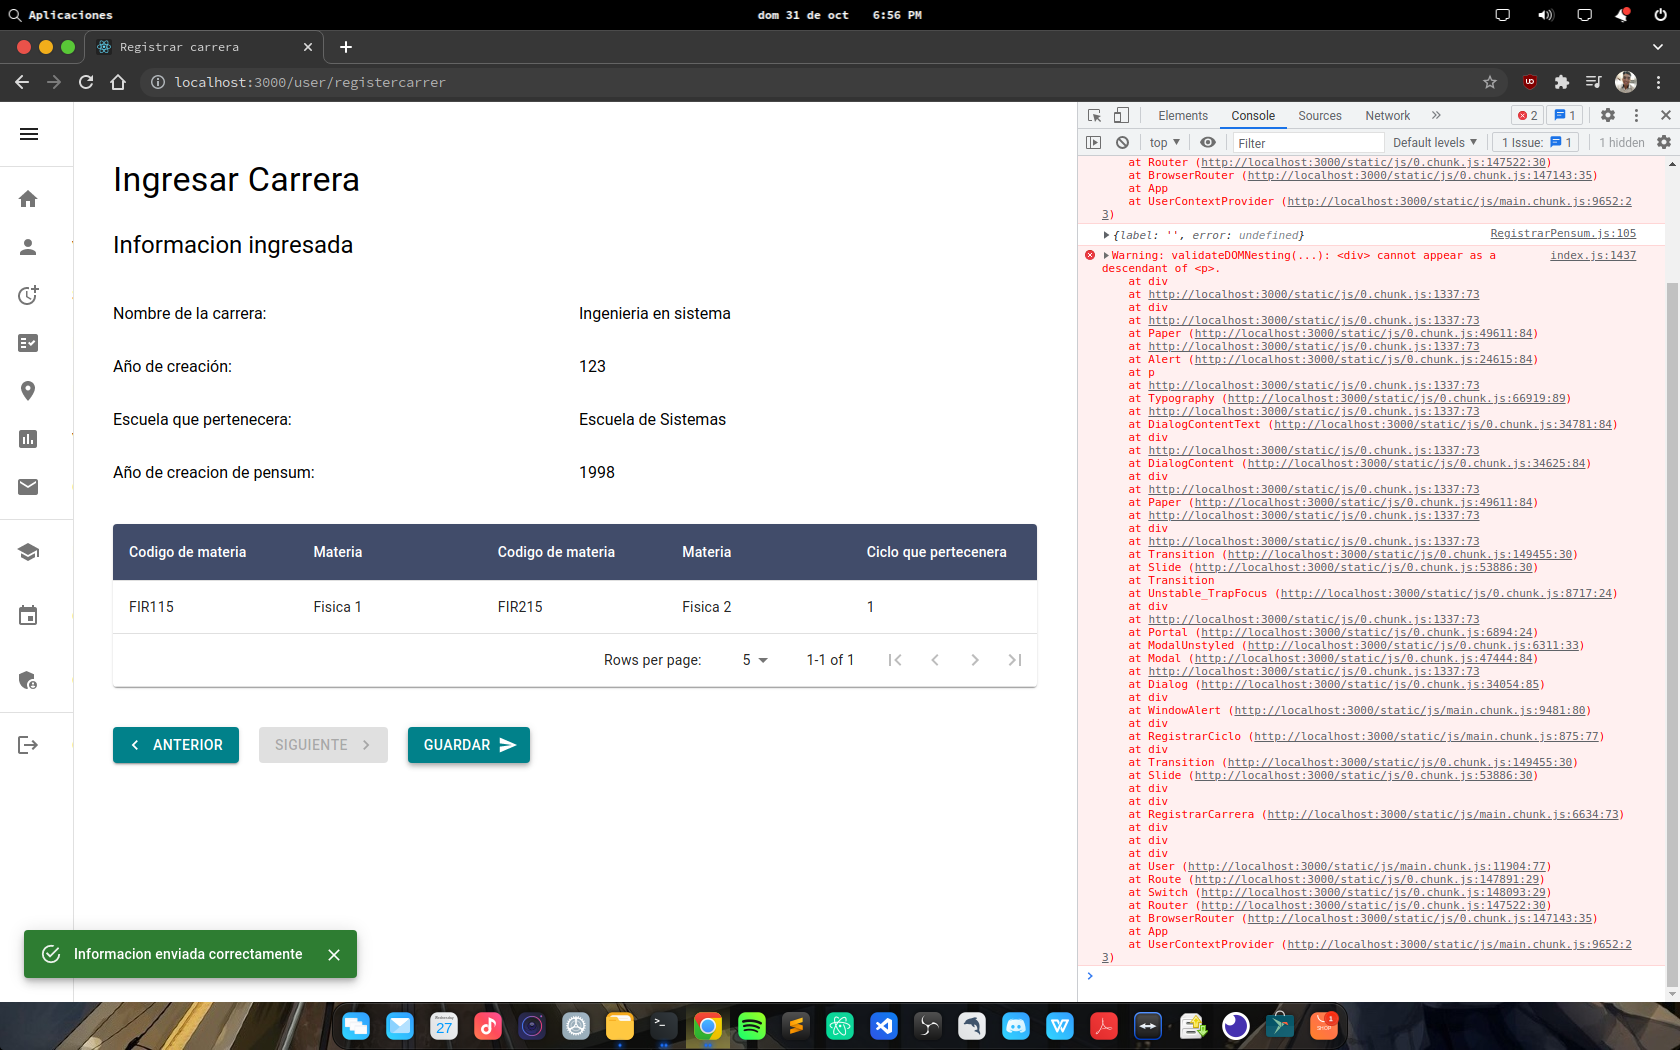 Aplicaciones
dom 31 de oct 6:56 PM
Registrar carrera
localhost:3000/user/registercarrer
Ingresar Carrera
Informacion ingresada
Nombre de la carrera: Ingenieria en sistema
Año de creación: 123
Escuela que pertenecera: Escuela de Sistemas
Año de creacion de pensum: 1998
Codigo de materia Materia Codigo de materia Materia Ciclo que pertecenera
FIR115 Fisica 1 FIR215 Fisica 2 1
Rows per page: 5 1-1 of 1
ANTERIOR SIGUIENTE GUARDAR
Informacion enviada correctamente
Elements Console Sources Network 2 1
top Filter Default levels 1 Issue: 1 1 hidden
at Router (http://localhost:3000/static/js/0.chunk.js:147522:30)
at BrowserRouter (http://localhost:3000/static/js/0.chunk.js:147143:35)
at App
at UserContextProvider (http://localhost:3000/static/js/main.chunk.js:9652:2
3)
{label: '', error: undefined} RegistrarPensum.js:105
Warning: validateDOMNesting(...): <div> cannot appear as a index.js:1437
descendant of <p>.
at div
at http://localhost:3000/static/js/0.chunk.js:1337:73
at div
at http://localhost:3000/static/js/0.chunk.js:1337:73
at Paper (http://localhost:3000/static/js/0.chunk.js:49611:84)
at http://localhost:3000/static/js/0.chunk.js:1337:73
at Alert (http://localhost:3000/static/js/0.chunk.js:24615:84)
at p
at http://localhost:3000/static/js/0.chunk.js:1337:73
at Typography (http://localhost:3000/static/js/0.chunk.js:66919:89)
at http://localhost:3000/static/js/0.chunk.js:1337:73
at DialogContentText (http://localhost:3000/static/js/0.chunk.js:34781:84)
at div
at http://localhost:3000/static/js/0.chunk.js:1337:73
at DialogContent (http://localhost:3000/static/js/0.chunk.js:34625:84)
at div
at http://localhost:3000/static/js/0.chunk.js:1337:73
at Paper (http://localhost:3000/static/js/0.chunk.js:49611:84)
at http://localhost:3000/static/js/0.chunk.js:1337:73
at div
at http://localhost:3000/static/js/0.chunk.js:1337:73
at Transition (http://localhost:3000/static/js/0.chunk.js:149455:30)
at Slide (http://localhost:3000/static/js/0.chunk.js:53886:30)
at Transition
at Unstable_TrapFocus (http://localhost:3000/static/js/0.chunk.js:8717:24)
at div
at http://localhost:3000/static/js/0.chunk.js:1337:73
at Portal (http://localhost:3000/static/js/0.chunk.js:6894:24)
at ModalUnstyled (http://localhost:3000/static/js/0.chunk.js:6311:33)
at Modal (http://localhost:3000/static/js/0.chunk.js:47444:84)
at http://localhost:3000/static/js/0.chunk.js:1337:73
at Dialog (http://localhost:3000/static/js/0.chunk.js:34054:85)
at div
at WindowAlert (http://localhost:3000/static/js/main.chunk.js:9481:80)
at div
at RegistrarCiclo (http://localhost:3000/static/js/main.chunk.js:875:77)
at div
at Transition (http://localhost:3000/static/js/0.chunk.js:149455:30)
at Slide (http://localhost:3000/static/js/0.chunk.js:53886:30)
at div
at div
at RegistrarCarrera (http://localhost:3000/static/js/main.chunk.js:6634:73)
at div
at div
at div
at User (http://localhost:3000/static/js/main.chunk.js:11904:77)
at Route (http://localhost:3000/static/js/0.chunk.js:147891:29)
at Switch (http://localhost:3000/static/js/0.chunk.js:148093:29)
at Router (http://localhost:3000/static/js/0.chunk.js:147522:30)
at BrowserRouter (http://localhost:3000/static/js/0.chunk.js:147143:35)
at App
at UserContextProvider (http://localhost:3000/static/js/main.chunk.js:9652:2
3)
27